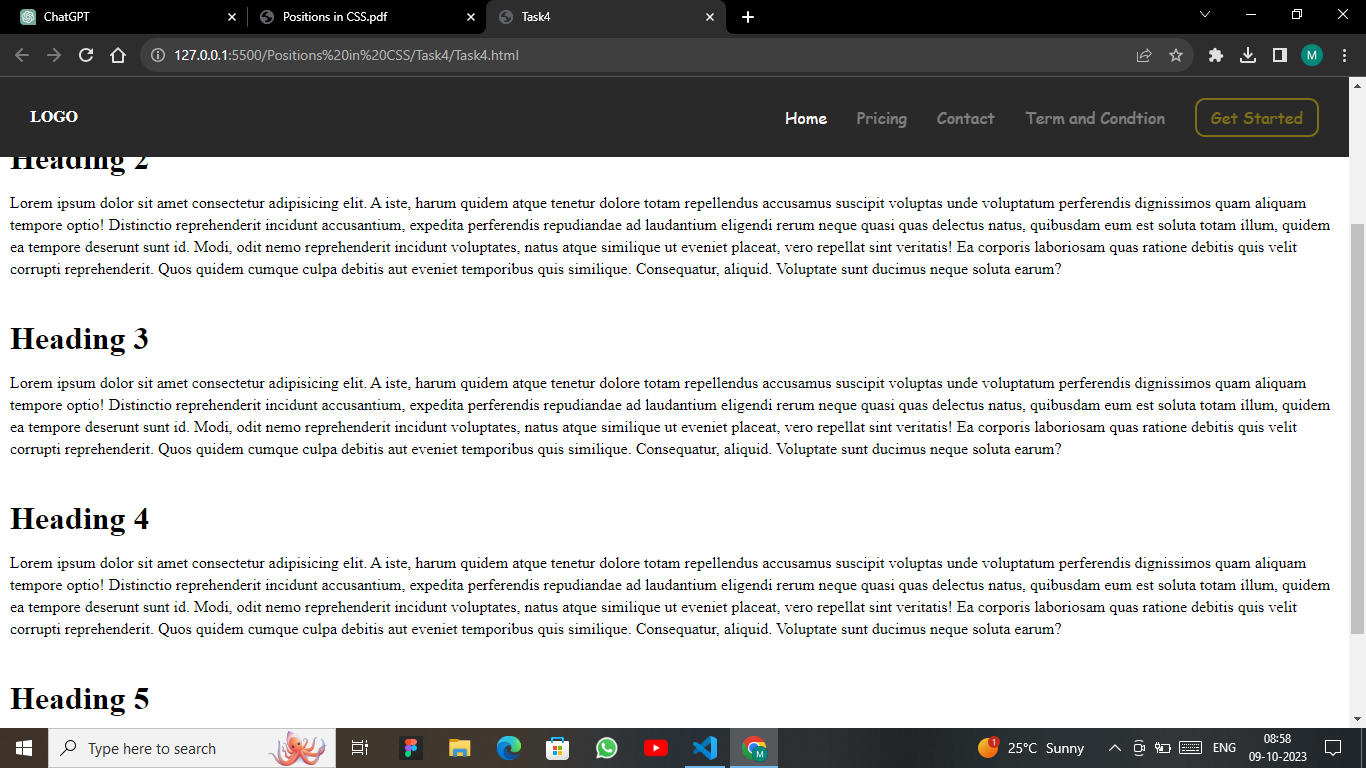 ChatGPT
Positions in CSS.pdf
Task4
127.0.0.1:5500/Positions%20in%20CSS/Task4/Task4.html
M
LOGO
Home
Pricing
Contact
Term and Condtion
Get Started
Heading 2
Lorem ipsum dolor sit amet consectetur adipisicing elit. A iste, harum quidem atque tenetur dolore totam repellendus accusamus suscipit voluptas unde voluptatum perferendis dignissimos quam aliquam
tempore optio! Distinctio reprehenderit incidunt accusantium, expedita perferendis repudiandae ad laudantium eligendi rerum neque quasi quas delectus natus, quibusdam eum est soluta totam illum, quidem
ea tempore deserunt sunt id. Modi, odit nemo reprehenderit incidunt voluptates, natus atque similique ut eveniet placeat, vero repellat sint veritatis! Ea corporis laboriosam quas ratione debitis quis velit
corrupti reprehenderit. Quos quidem cumque culpa debitis aut eveniet temporibus quis similique. Consequatur, aliquid. Voluptate sunt ducimus neque soluta earum?
Heading 3
Lorem ipsum dolor sit amet consectetur adipisicing elit. A iste, harum quidem atque tenetur dolore totam repellendus accusamus suscipit voluptas unde voluptatum perferendis dignissimos quam aliquam
tempore optio! Distinctio reprehenderit incidunt accusantium, expedita perferendis repudiandae ad laudantium eligendi rerum neque quasi quas delectus natus, quibusdam eum est soluta totam illum, quidem
ea tempore deserunt sunt id. Modi, odit nemo reprehenderit incidunt voluptates, natus atque similique ut eveniet placeat, vero repellat sint veritatis! Ea corporis laboriosam quas ratione debitis quis velit
corrupti reprehenderit. Quos quidem cumque culpa debitis aut eveniet temporibus quis similique. Consequatur, aliquid. Voluptate sunt ducimus neque soluta earum?
Heading 4
Lorem ipsum dolor sit amet consectetur adipisicing elit. A iste, harum quidem atque tenetur dolore totam repellendus accusamus suscipit voluptas unde voluptatum perferendis dignissimos quam aliquam
tempore optio! Distinctio reprehenderit incidunt accusantium, expedita perferendis repudiandae ad laudantium eligendi rerum neque quasi quas delectus natus, quibusdam eum est soluta totam illum, quidem
ea tempore deserunt sunt id. Modi, odit nemo reprehenderit incidunt voluptates, natus atque similique ut eveniet placeat, vero repellat sint veritatis! Ea corporis laboriosam quas ratione debitis quis velit
corrupti reprehenderit. Quos quidem cumque culpa debitis aut eveniet temporibus quis similique. Consequatur, aliquid. Voluptate sunt ducimus neque soluta earum?
Heading 5
Type here to search
M
1
25°C Sunny
ENG
08:58
09-10-2023